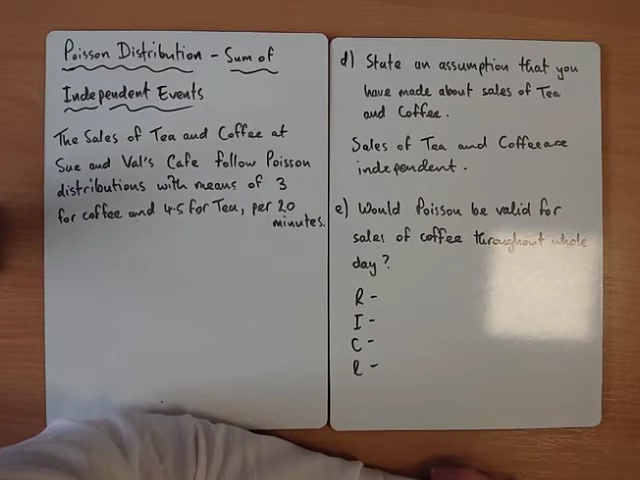 Poisson Distribution - Sum of
Independent Events
The Sales of Tea and Coffee at
Sue and Val's Cafe follow Poisson
distributions with means of 3
for coffee and 4.5 for Tea, per 20
minutes.
d) State an assumption that you
have made about sales of Tea
and Coffee.
Sales of Tea and Coffee are
independent.
e) Would Poisson be valid for
sales of coffee throughout whole
day?
R -
I -
C -
R -